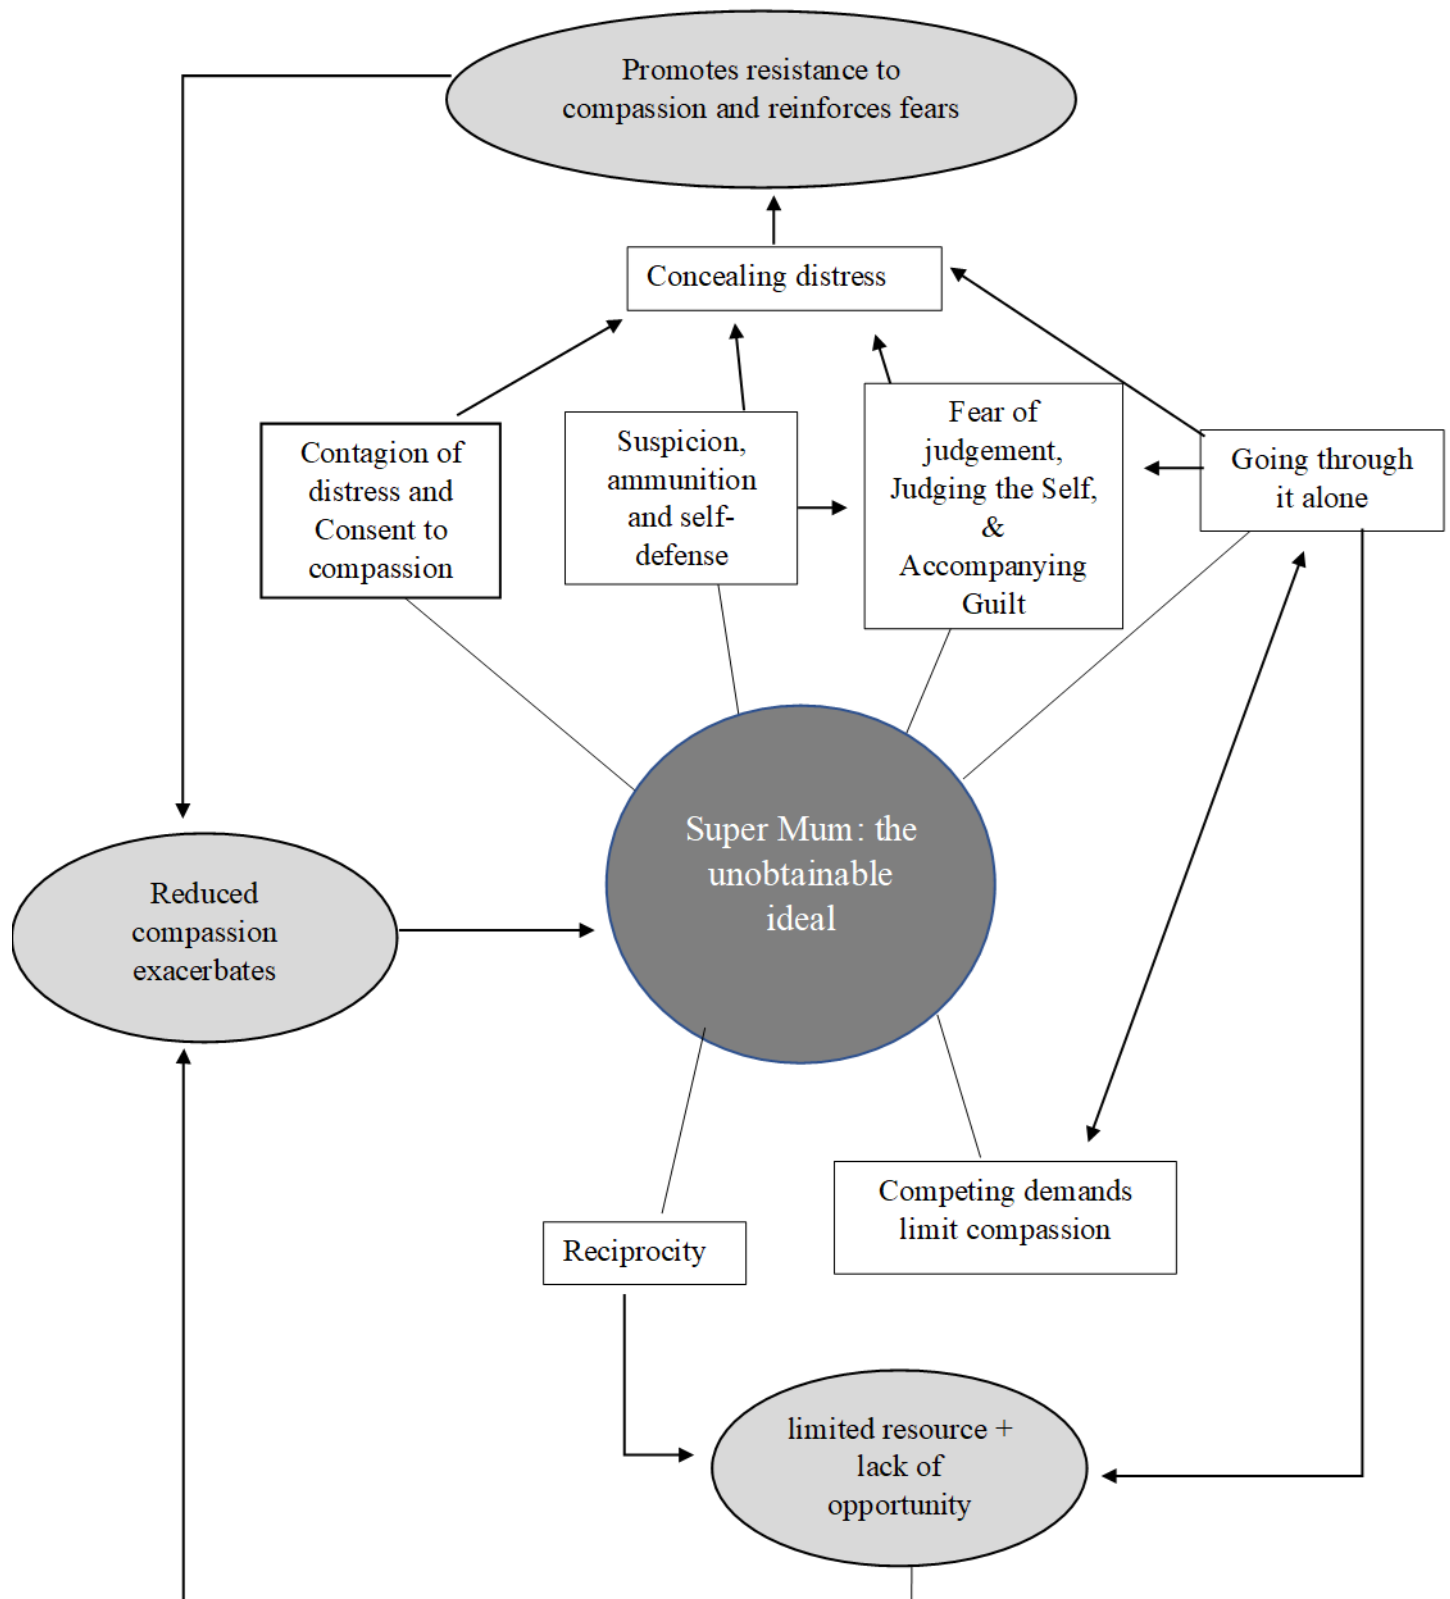 Promotes resistance to
compassion and reinforces fears
Concealing distress
Contagion of
distress and
Consent to
compassion
Suspicion,
ammunition
and self-
defense
Fear of
judgement,
Judging the Self,
&
Accompanying
Guilt
Going through
it alone
Super Mum: the
unobtainable
ideal
Reduced
compassion
exacerbates
Competing demands
limit compassion
Reciprocity
limited resource +
lack of
opportunity